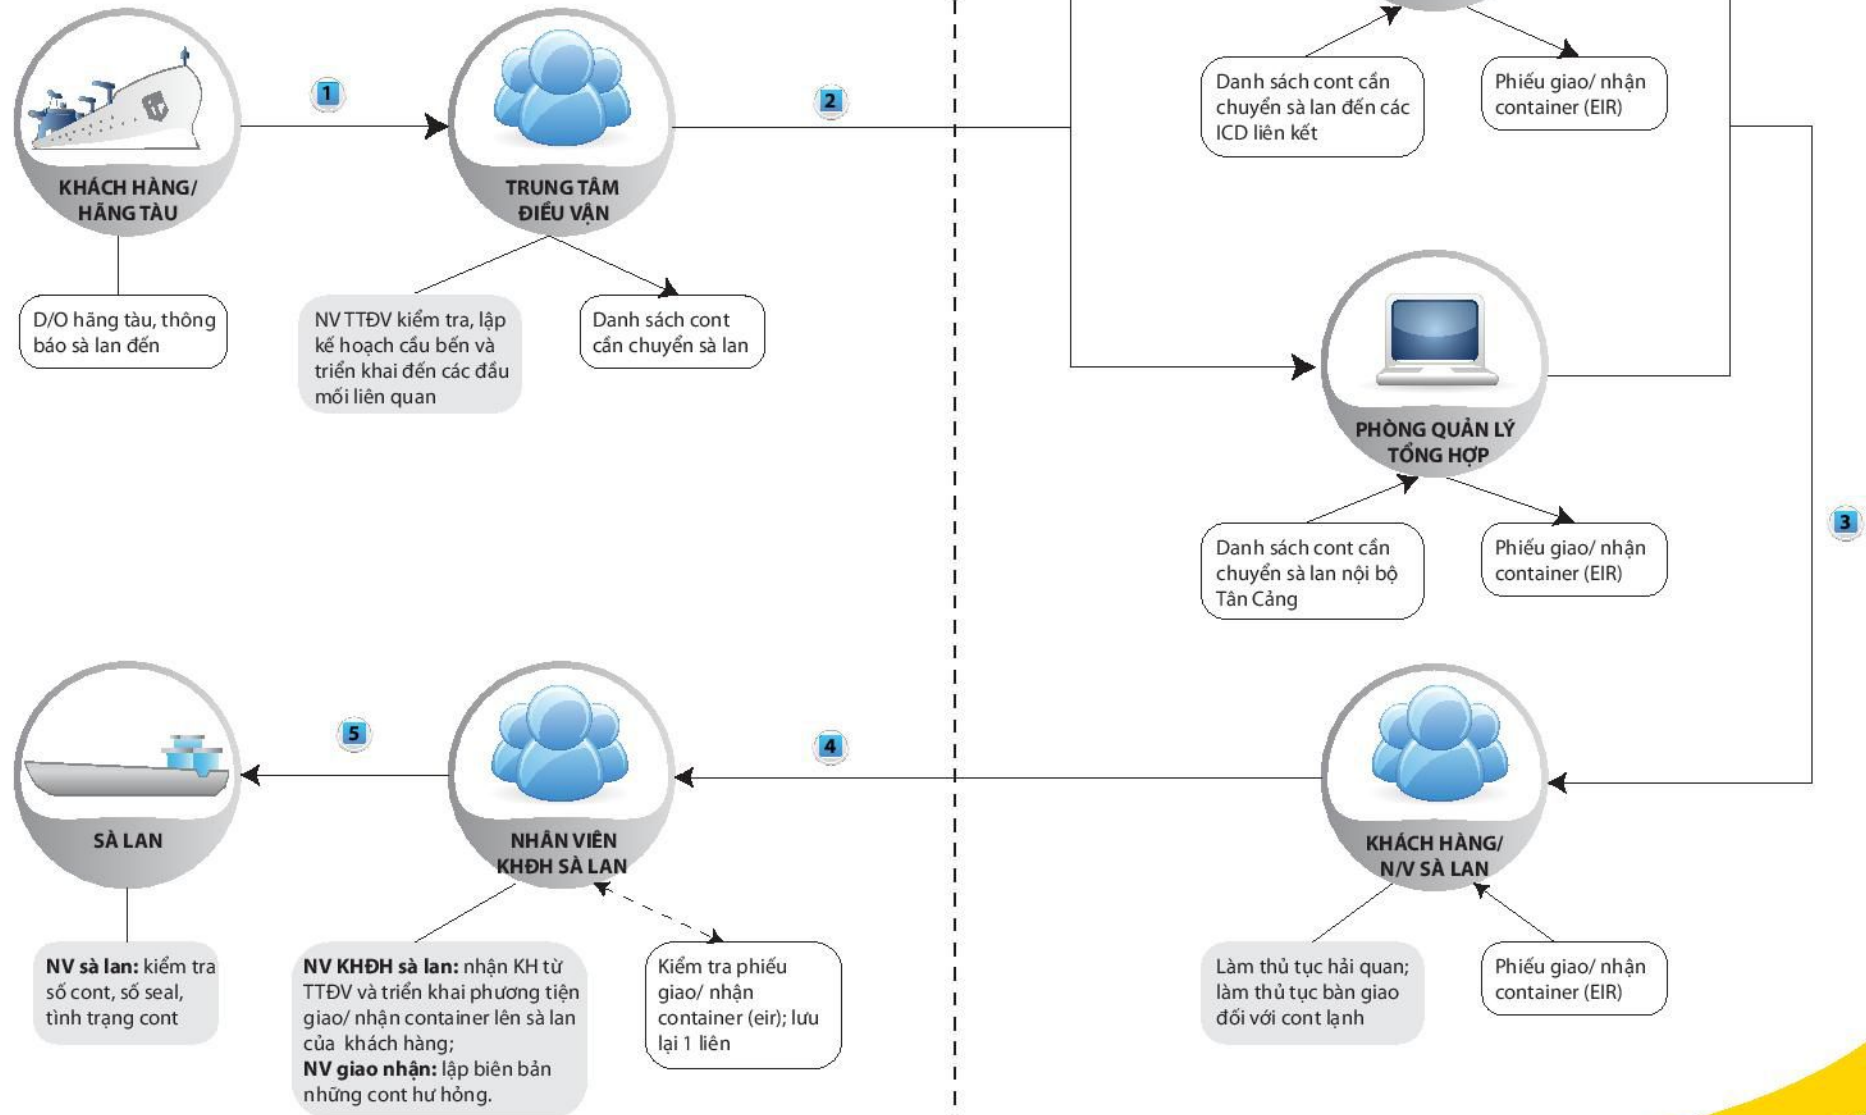 1
2
KHÁCH HÀNG/
HÃNG TÀU
TRUNG TÂM
ĐIỀU VẬN
Danh sách cont cần
chuyển sà lan đến các
ICD liên kết
Phiếu giao/ nhận
container (EIR)
D/O hãng tàu, thông
báo sà lan đến
NV TTĐV kiểm tra, lập
kế hoạch cầu bến và
triển khai đến các đầu
mối liên quan
Danh sách cont
cần chuyển sà lan
PHÒNG QUẢN LÝ
TỔNG HỢP
Danh sách cont cần
chuyển sà lan nội bộ
Tân Cảng
Phiếu giao/ nhận
container (EIR)
3
5
4
SÀ LAN
NHÂN VIÊN
KHĐH SÀ LAN
KHÁCH HÀNG/
N/V SÀ LAN
NV sà lan: kiểm tra
số cont, số seal,
tình trạng cont
NV KHĐH sà lan: nhận KH từ
TTĐV và triển khai phương tiện
giao/ nhận container lên sà lan
của khách hàng;
NV giao nhận: lập biên bản
những cont hư hỏng.
Kiểm tra phiếu
giao/ nhận
container (eir); lưu
lại 1 liên
Làm thủ tục hải quan;
làm thủ tục bàn giao
đối với cont lạnh
Phiếu giao/ nhận
container (EIR)